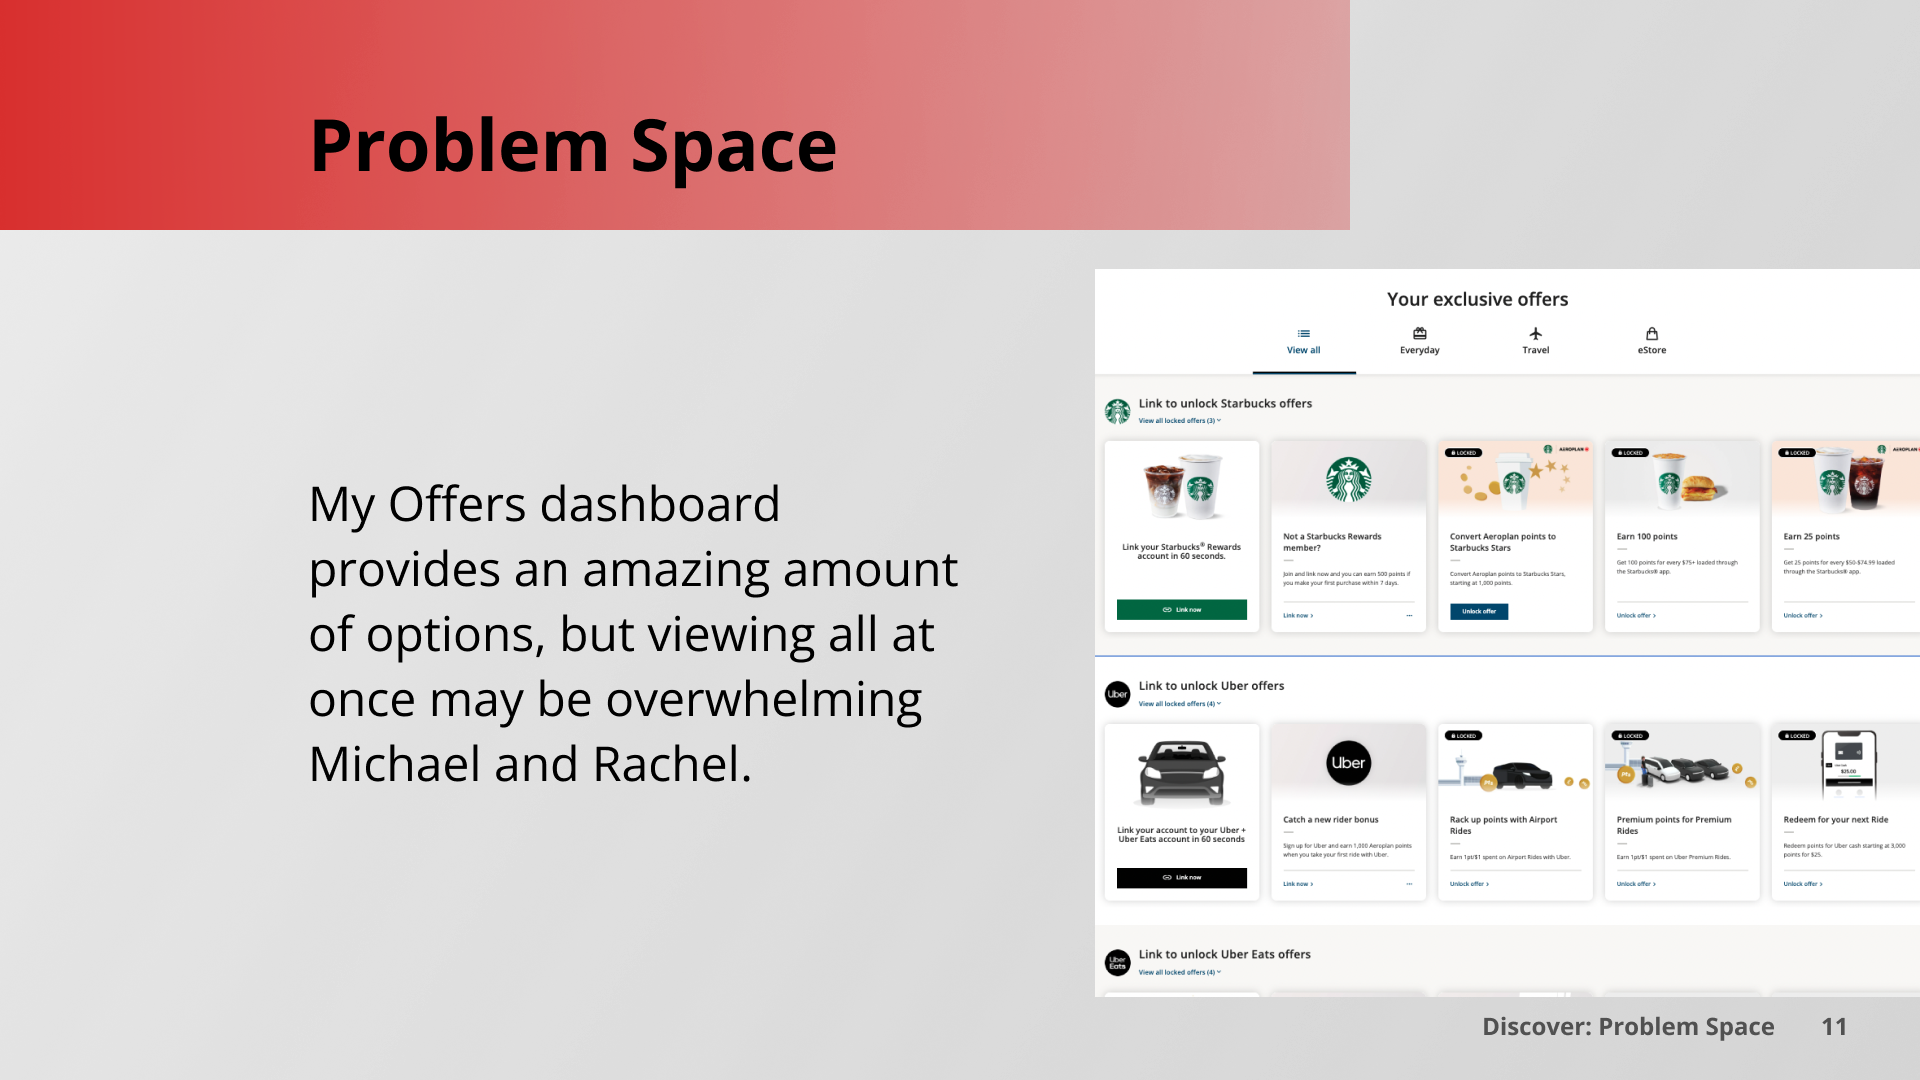 Problem Space
My Offers dashboard
provides an amazing amount
of options, but viewing all at
once may be overwhelming
Michael and Rachel.
Your exclusive offers
View all
Everyday
Travel
eStore
Link to unlock Starbucks offers
View all locked offers (3)
Link your Starbucks® Rewards
account in 60 seconds.
Link now
Not a Starbucks Rewards
member?
Join and link now and you can earn 500 points if
you make your first purchase within 7 days.
Link now
LOCKED
AEROPLAN
Convert Aeroplan points to
Starbucks Stars
Convert Aeroplan points to Starbucks Stars,
starting at 1,000 points.
Unlock offer
LOCKED
Earn 100 points
Get 100 points for every $75+ loaded through
the Starbucks® app.
Unlock offer
LOCKED
AEROPLAN
Earn 25 points
Get 25 points for every $50-$74.99 loaded
through the Starbucks® app.
Unlock offer
Uber
Link to unlock Uber offers
View all locked offers (4)
Link your account to your Uber +
Uber Eats account in 60 seconds
Link now
Uber
Catch a new rider bonus
Sign up for Uber and earn 1,000 Aeroplan points
when you take your first ride with Uber.
Link now
LOCKED
Rack up points with Airport
Rides
Earn 1pt/$1 spent on Airport Rides with Uber.
Unlock offer
LOCKED
Premium points for Premium
Rides
Earn 1pt/$1 spent on Uber Premium Rides.
Unlock offer
LOCKED
$25.00
Redeem for your next Ride
Redeem points for Uber cash starting at 3,000
points for $25.
Unlock offer
Uber
Eats
Link to unlock Uber Eats offers
View all locked offers (4)
Discover: Problem Space
11